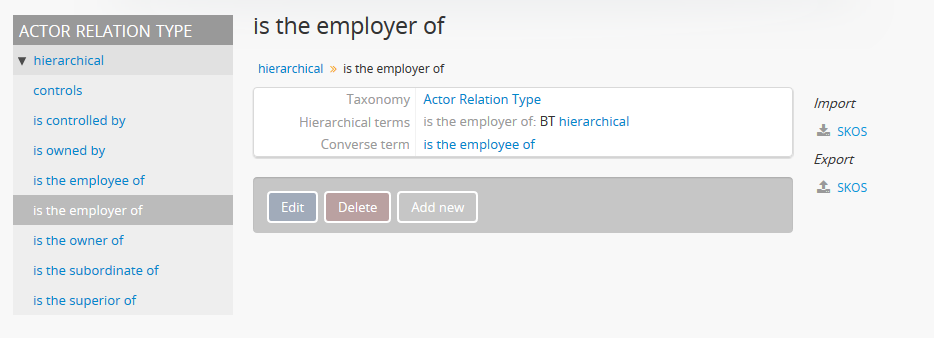 ACTOR RELATION TYPE
▼ hierarchical
controls
is controlled by
is owned by
is the employee of
is the employer of
is the owner of
is the subordinate of
is the superior of
is the employer of
hierarchical » is the employer of
Taxonomy Actor Relation Type
Hierarchical terms is the employer of: BT hierarchical
Converse term is the employee of
Edit Delete Add new
Import
SKOS
Export
SKOS